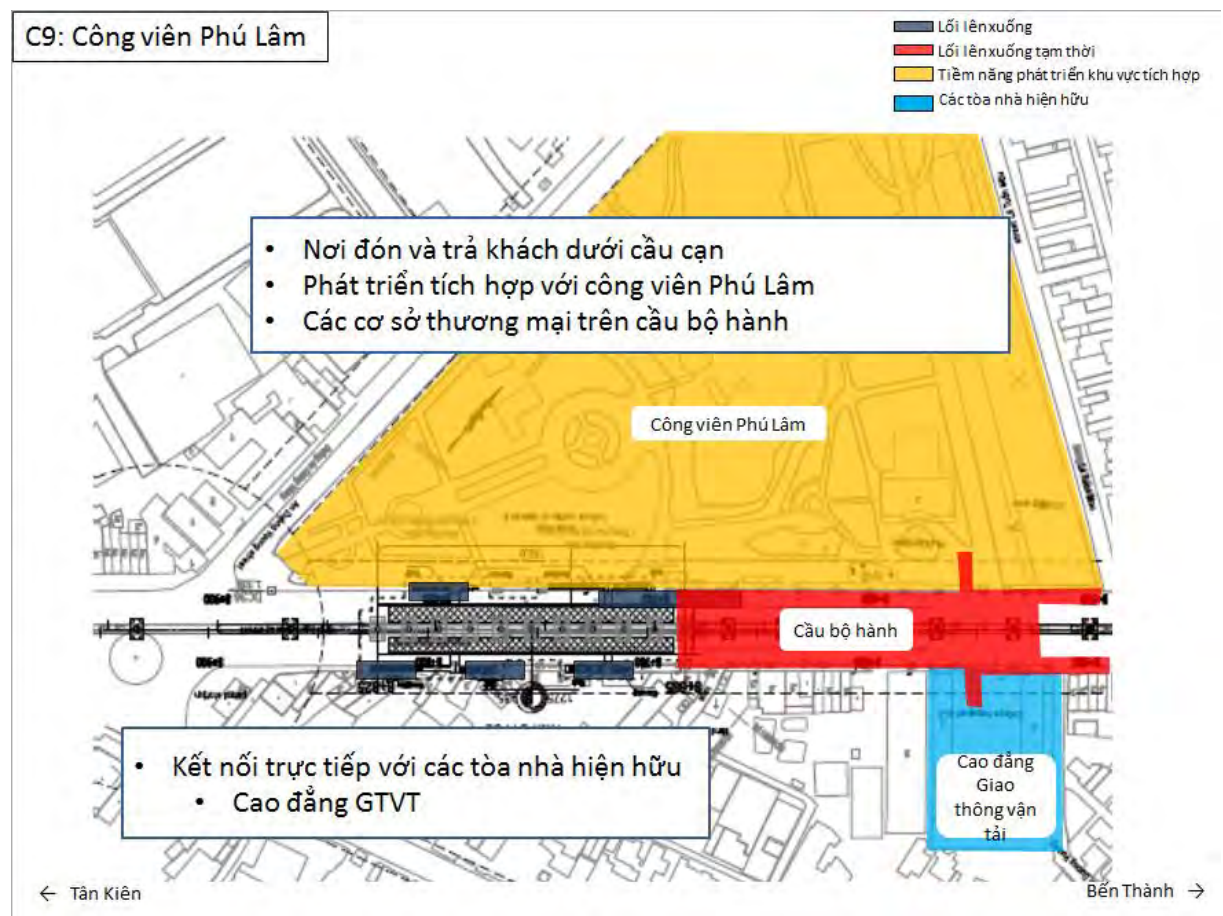 C9: Công viên Phú Lâm
Lối lênxuống
Lối lênxuống tạm thời
Tiềm năng phát triển khu vực tích hợp
Các tòa nhà hiện hữu
• Nơi đón và trả khách dưới cầu cạn
• Phát triển tích hợp với công viên Phú Lâm
• Các cơ sở thương mại trên cầu bộ hành
Công viên Phú Lâm
Cầu bộ hành
• Kết nối trực tiếp với các tòa nhà hiện hữu
• Cao đẳng GTVT
Cao đẳng
Giao
thông vận
tải
← Tân Kiên
Bến Thành →